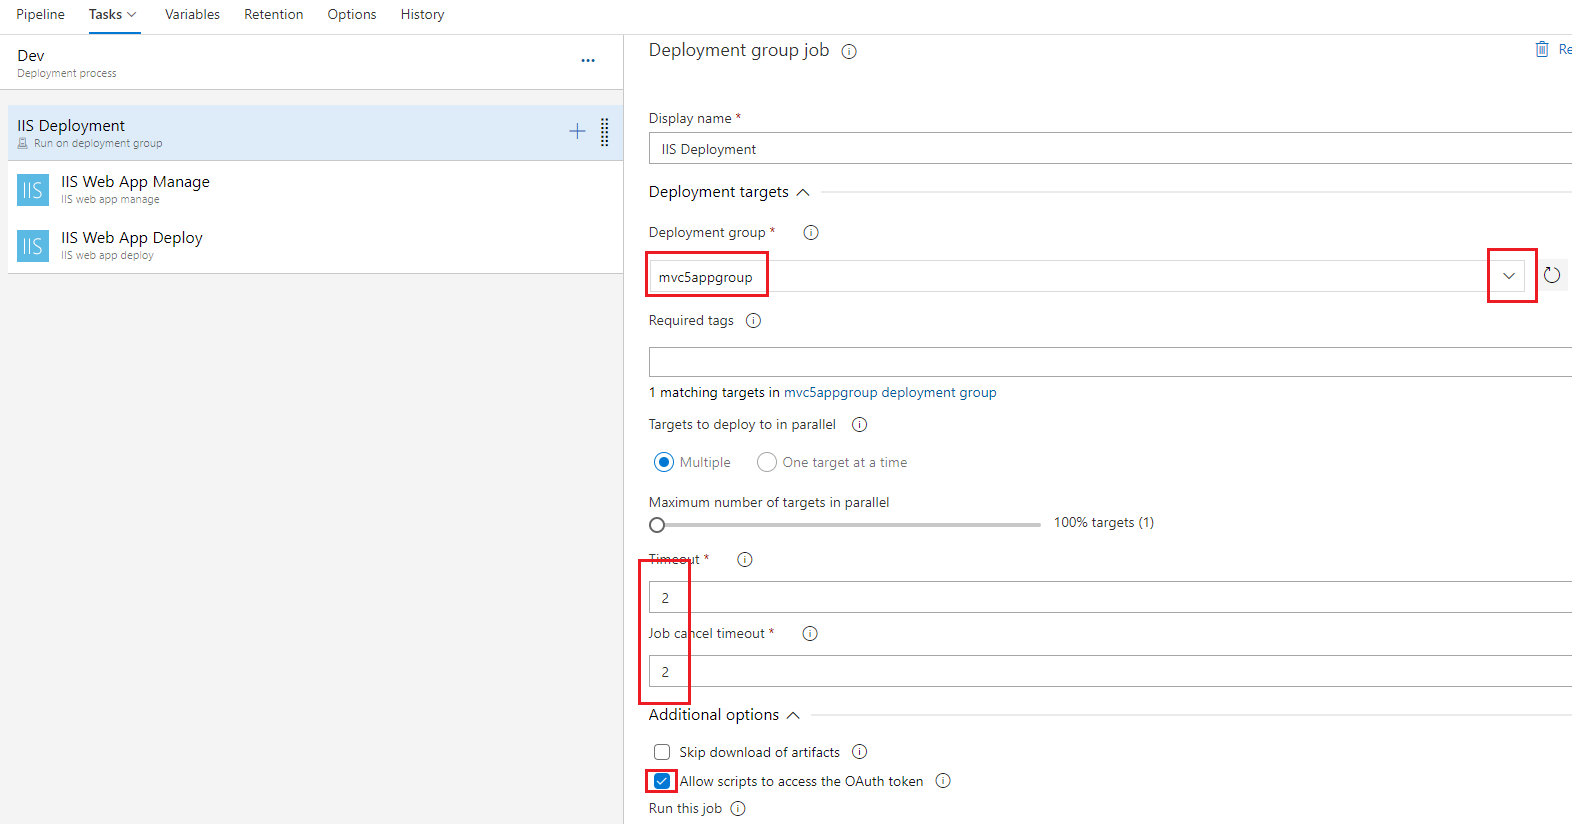 Pipeline Tasks Variables Retention Options History
Dev
Deployment process
IIS Deployment
Run on deployment group
IIS IIS Web App Manage
IIS web app manage
IIS IIS Web App Deploy
IIS web app deploy
Deployment group job
Re
Display name *
IIS Deployment
Deployment targets
Deployment group *
mvc5appgroup
Required tags
1 matching targets in mvc5appgroup deployment group
Targets to deploy to in parallel
Multiple One target at a time
Maximum number of targets in parallel
100% targets (1)
Timeout *
2
Job cancel timeout *
2
Additional options
Skip download of artifacts
Allow scripts to access the OAuth token
Run this job